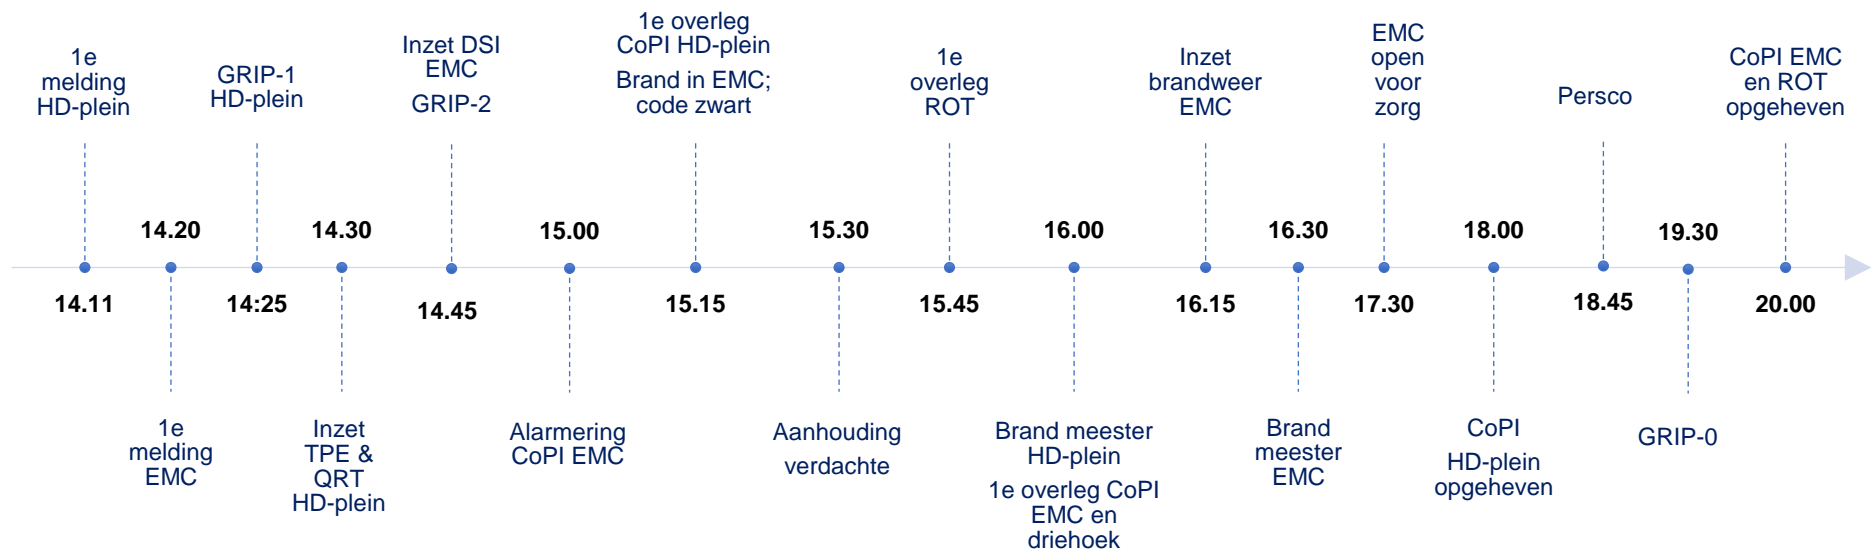 1e
melding
HD-plein
GRIP-1
HD-plein
Inzet DSI
EMC
GRIP-2
1e overleg
CoPI HD-plein
Brand in EMC;
code zwart
1e
overleg
ROT
Inzet
brandweer
EMC
EMC
open
voor
zorg
Persco
CoPI EMC
en ROT
opgeheven
14.20
14.30
15.00
15.30
16.00
16.30
18.00
19.30
14.11
14:25
14.45
15.15
15.45
16.15
17.30
18.45
20.00
1e
melding
EMC
Inzet
TPE &
QRT
HD-plein
Alarmering
CoPI EMC
Aanhouding
verdachte
Brand meester
HD-plein
1e overleg CoPI
EMC en
driehoek
Brand
meester
EMC
CoPI
HD-plein
opgeheven
GRIP-0